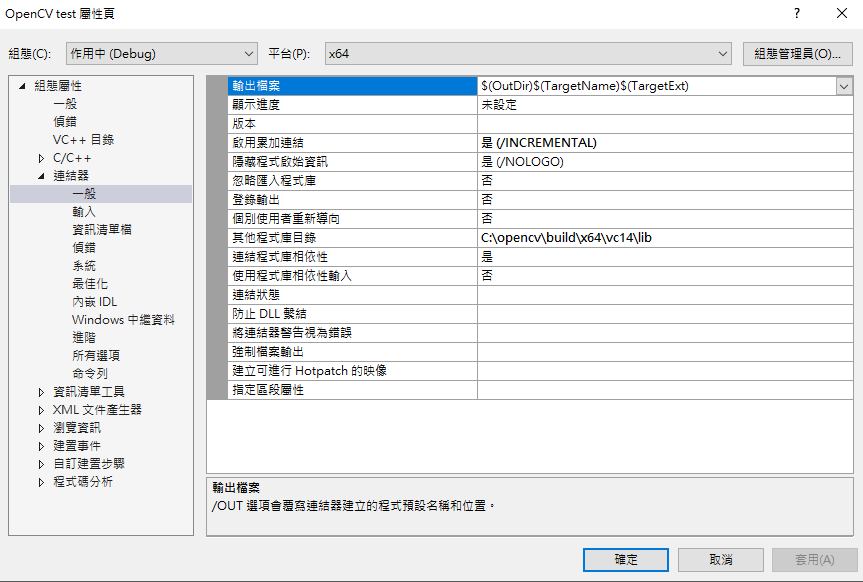 OpenCV test 屬性頁
組態(C): 作用中 (Debug) 平台(P): x64 組態管理員(O)...
組態屬性
一般
偵錯
VC++ 目錄
C/C++
連結器
一般
輸入
資訊清單檔
偵錯
系統
最佳化
內嵌 IDL
Windows 中繼資料
進階
所有選項
命令列
資訊清單工具
XML 文件產生器
瀏覽資訊
建置事件
自訂建置步驟
程式碼分析
輸出檔案 $(OutDir)$(TargetName)$(TargetExt)
顯示進度 未設定
版本
啟用累加連結 是 (/INCREMENTAL)
隱藏程式啟始資訊 是 (/NOLOGO)
忽略匯入程式庫 否
登錄輸出 否
個別使用者重新導向 否
其他程式庫目錄 C:\opencv\build\x64\vc14\lib
連結程式庫相依性 是
使用程式庫相依性輸入 否
連結狀態
防止 DLL 繫結
將連結器警告視為錯誤
強制檔案輸出
建立可進行 Hotpatch 的映像
指定區段屬性
輸出檔案
/OUT 選項會覆寫連結器建立的程式預設名稱和位置。
確定 取消 套用(A)